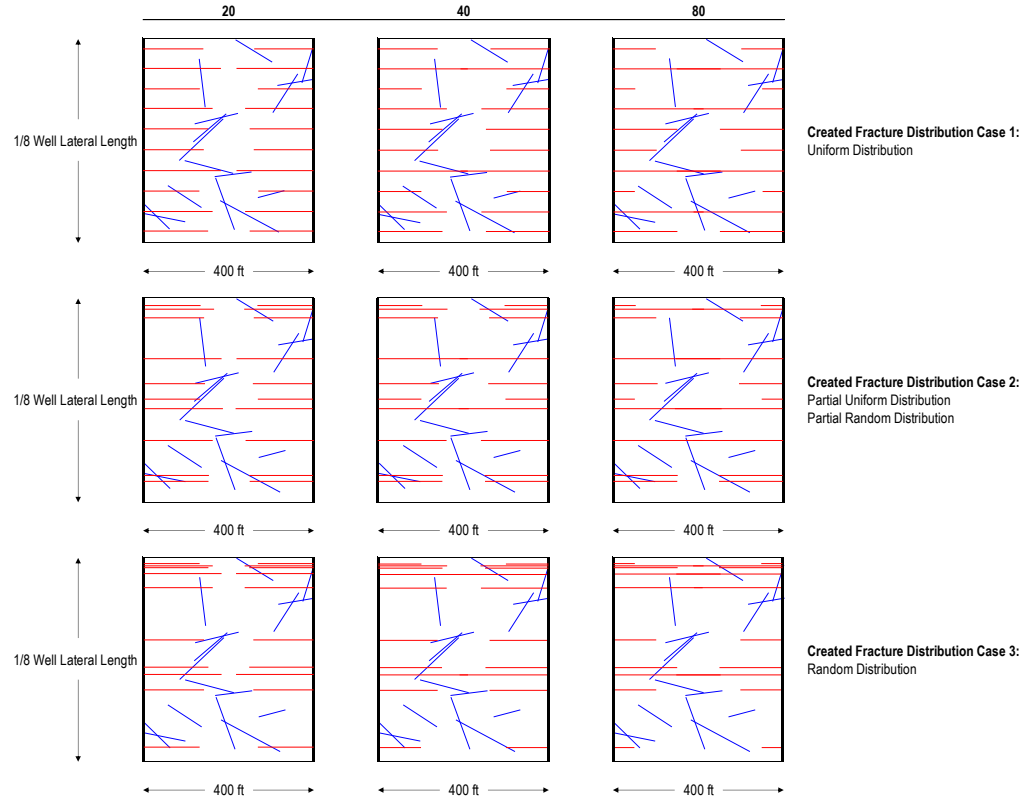 20 40 80
1/8 Well Lateral Length
Created Fracture Distribution Case 1:
Uniform Distribution
400 ft 400 ft 400 ft
1/8 Well Lateral Length
Created Fracture Distribution Case 2:
Partial Uniform Distribution
Partial Random Distribution
400 ft 400 ft 400 ft
1/8 Well Lateral Length
Created Fracture Distribution Case 3:
Random Distribution
400 ft 400 ft 400 ft